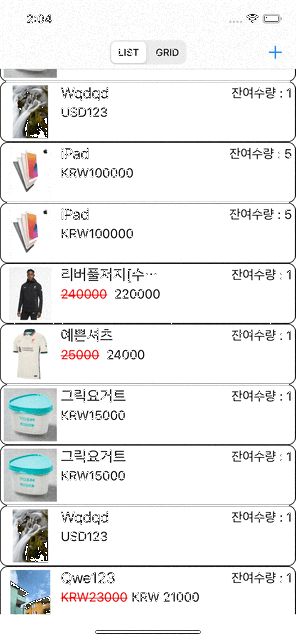 2:04
LIST GRID +
Wqdqd 잔여수량 : 1
USD123
iPad 잔여수량 : 5
KRW100000
iPad 잔여수량 : 5
KRW100000
리버풀저지[수… 잔여수량 : 1
240000 220000
예쁜셔츠 잔여수량 : 1
25000 24000
그릭요거트 잔여수량 : 1
KRW15000
그릭요거트 잔여수량 : 1
KRW15000
Wqdqd 잔여수량 : 1
USD123
Qwe123 잔여수량 : 1
KRW23000 KRW 21000